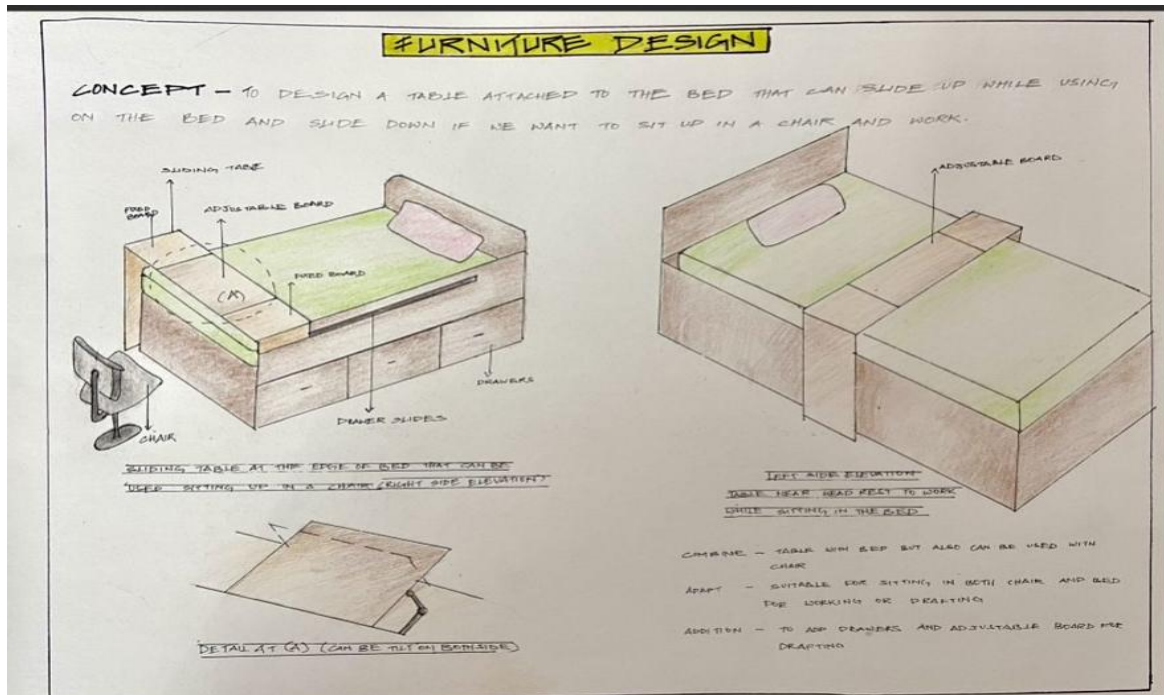 FURNITURE DESIGN
CONCEPT - TO DESIGN A TABLE ATTACHED TO THE BED THAT CAN SLIDE UP WHILE USING
ON THE BED AND SLIDE DOWN IF WE WANT TO SIT UP IN A CHAIR AND WORK.
SLIDING TABE
FIXED
BOARD
ADJUSTABLE BOARD
FIXED BOARD
(A)
DRAWERS
DRAWER SLIDES
CHAIR
SLIDING TABLE AT THE EDGE OF BED THAT CAN BE
USED SITTING UP IN A CHAIR (RIGHT SIDE ELEVATION)
DETAIL AT (A) (CAN BE TILT ON BOTH SIDE)
ADJUSTABLE BOARD
LEFT SIDE ELEVATION
TABLE NEAR HEAD REST TO WORK
WHILE SITTING IN THE BED
COMBINE - TABLE WITH BED BUT ALSO CAN BE USED WITH
CHAIR
ADAPT - SUITABLE FOR SITTING IN BOTH CHAIR AND BED
FOR WORKING OR DRAFTING
ADDITION - TO ADD DRAWERS AND ADJUSTABLE BOARD FOR
DRAFTING